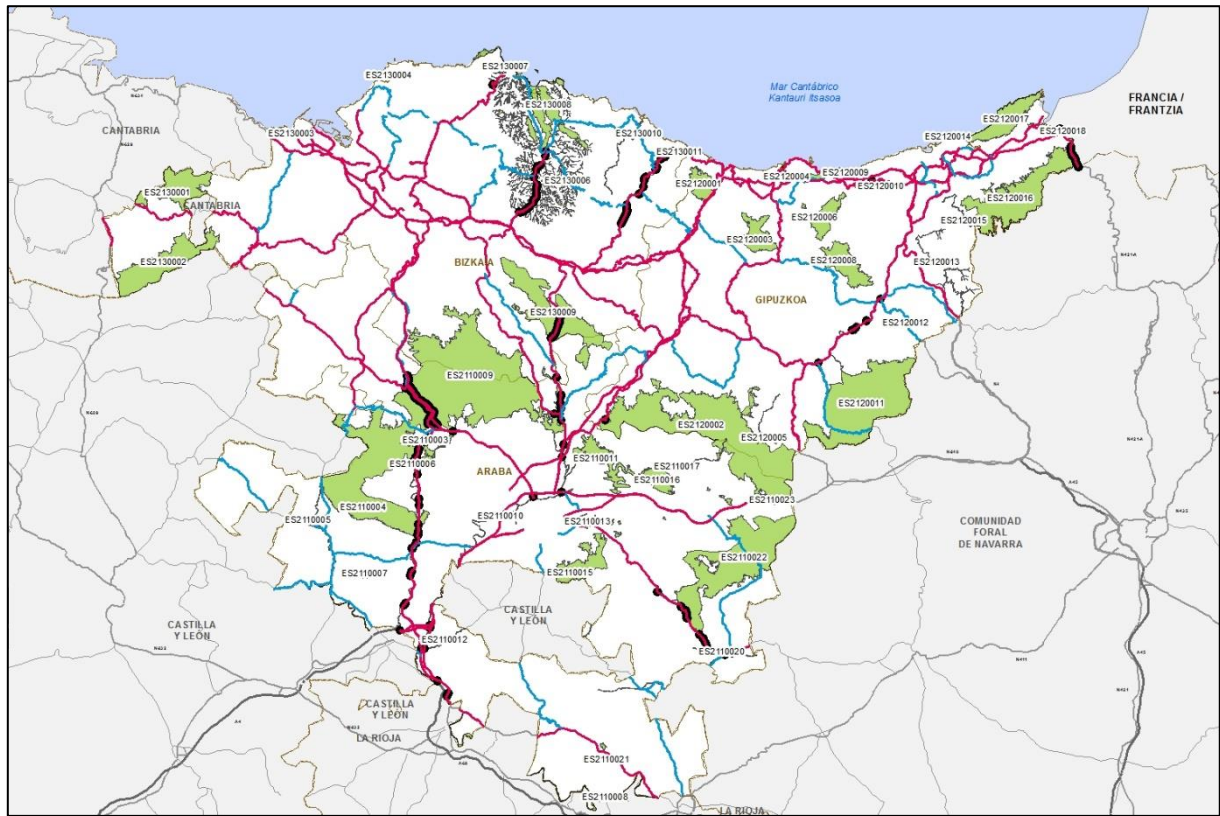 ES2130007
ES2130004
ES2130008
Mar Cantábrico
Kantauri Itsasoa
FRANCIA /
FRANTZIA
CANTABRIA
ES2130003
ES2130010
ES2130011
ES2120014
ES2120017
ES2120018
ES2130006
ES2120001
ES2120004
ES2120009
ES2120010
ES2120016
ES2130001
CANTABRIA
ES2120006
ES2120015
ES2130002
BIZKAIA
ES2120003
ES2120008
ES2120013
GIPUZKOA
ES2130009
ES2120012
ES2110009
ES2120011
ES2120002
ES2110003
ES2120005
ES2110006
ES2110011
ES2110017
ARABA
ES2110016
ES2110004
ES2110023
ES2110005
ES2110010
ES2110013
COMUNIDAD
FORAL
DE NAVARRA
ES2110022
ES2110007
ES2110015
CASTILLA
Y LEÓN
CASTILLA
Y LEÓN
ES2110012
ES2110020
CASTILLA
Y LEÓN
LA RIOJA
ES2110021
ES2110008
LA RIOJA